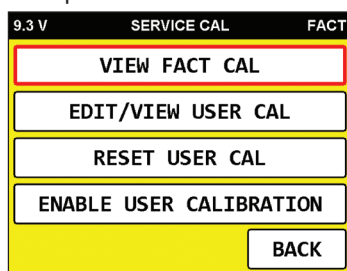 9.3 V SERVICE CAL FACT
VIEW FACT CAL
EDIT/VIEW USER CAL
RESET USER CAL
ENABLE USER CALIBRATION
BACK